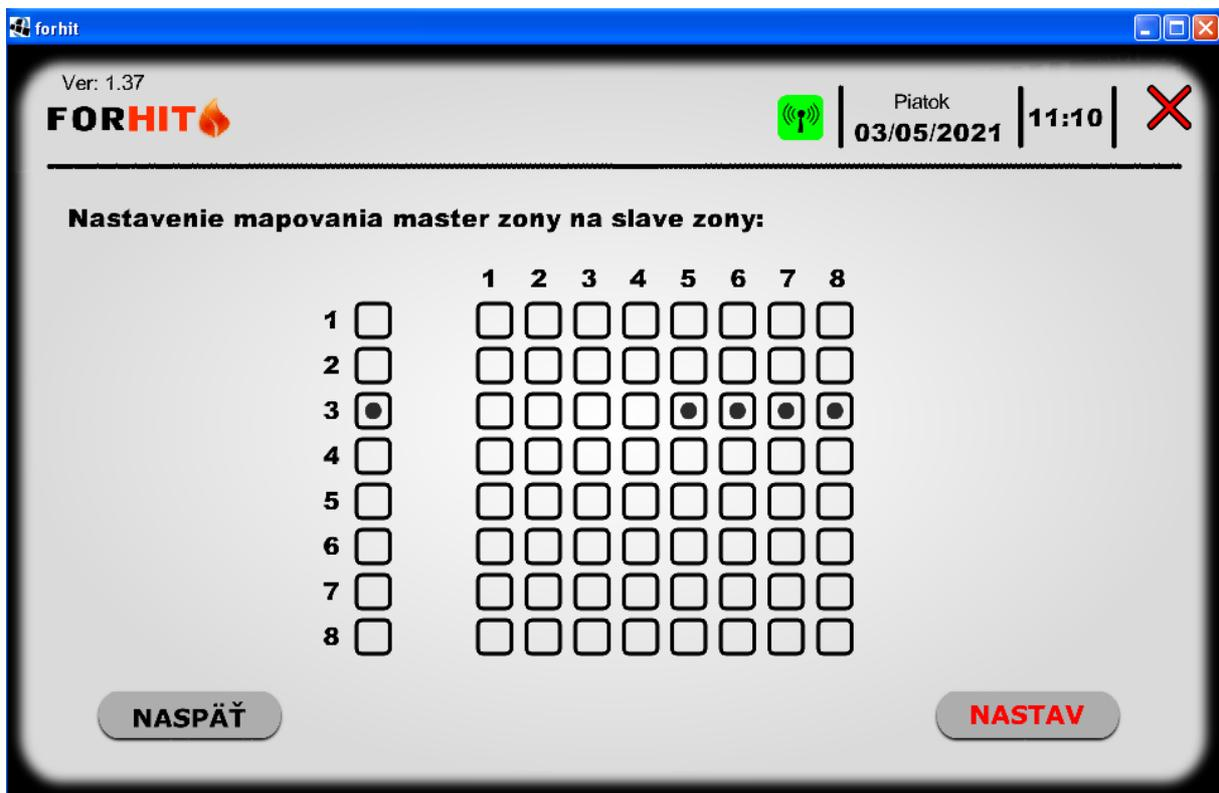 forhit
Ver: 1.37
FORHIT
Piatok
03/05/2021
11:10
Nastavenie mapovania master zony na slave zony:
1 2 3 4 5 6 7 8
1
2
3
4
5
6
7
8
NASPÄŤ
NASTAV